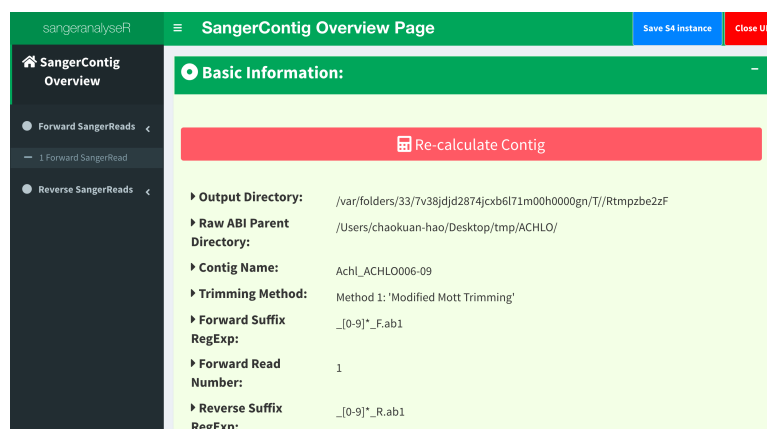 sangeranalyseR
≡ SangerContig Overview Page
Save S4 instance
Close UI
SangerContig
Overview
Forward SangerReads
1 Forward SangerRead
Reverse SangerReads
Basic Information:
Re-calculate Contig
Output Directory: /var/folders/33/7v38jdjd2874jcxb6l71m00h0000gn/T//Rtmpzbe2zF
Raw ABI Parent
Directory: /Users/chaokuan-hao/Desktop/tmp/ACHLO/
Contig Name: Achl_ACHLO006-09
Trimming Method: Method 1: 'Modified Mott Trimming'
Forward Suffix
RegExp: _[0-9]*_F.ab1
Forward Read
Number: 1
Reverse Suffix
RegExp: _[0-9]*_R.ab1